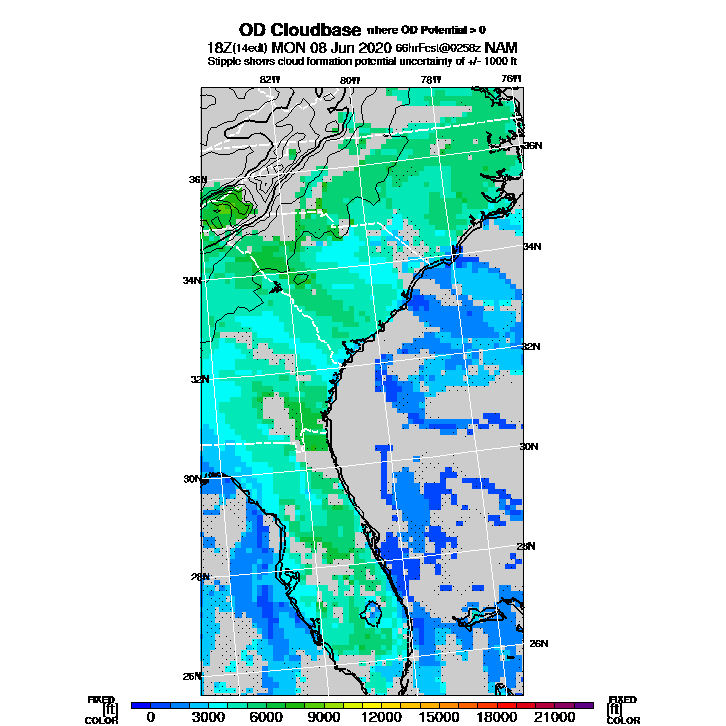 OD Cloudbase where OD Potential > 0
18Z(14edt) MON 08 Jun 2020 66hrFcst@0258z NAM
Stipple shows cloud formation potential uncertainty of +/- 1000 ft
82W 80W 78W 76W
36N
36N
34N
34N
32N
32N
30N
30N
28N
28N
26N
26N
FIXED FIXED
[ft] [ft]
COLOR COLOR
0 3000 6000 9000 12000 15000 18000 21000